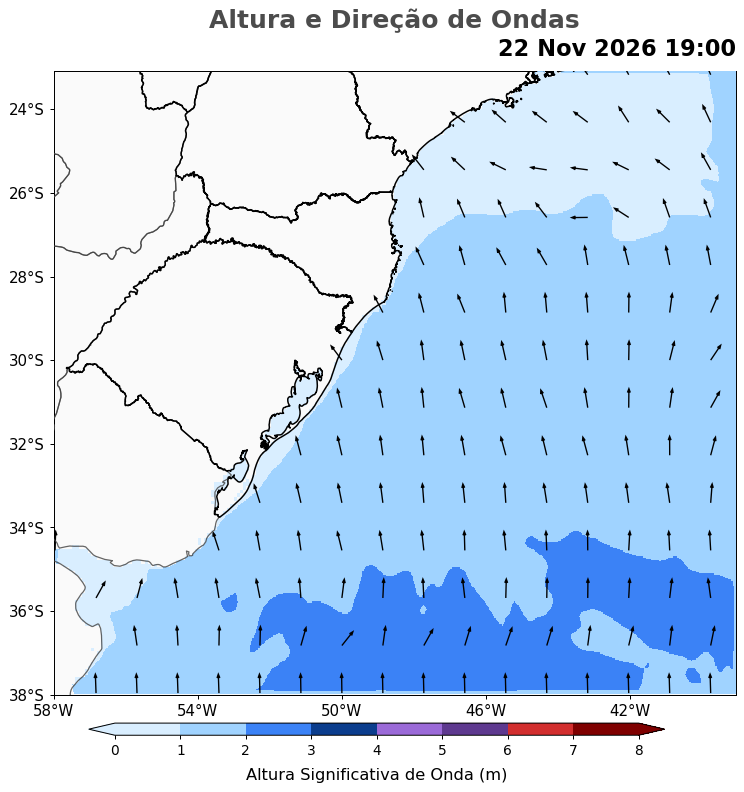 Altura e Direção de Ondas
22 Nov 2026 19:00
24°S
26°S
28°S
30°S
32°S
34°S
36°S
38°S
58°W 54°W 50°W 46°W 42°W
0 1 2 3 4 5 6 7 8
Altura Significativa de Onda (m)